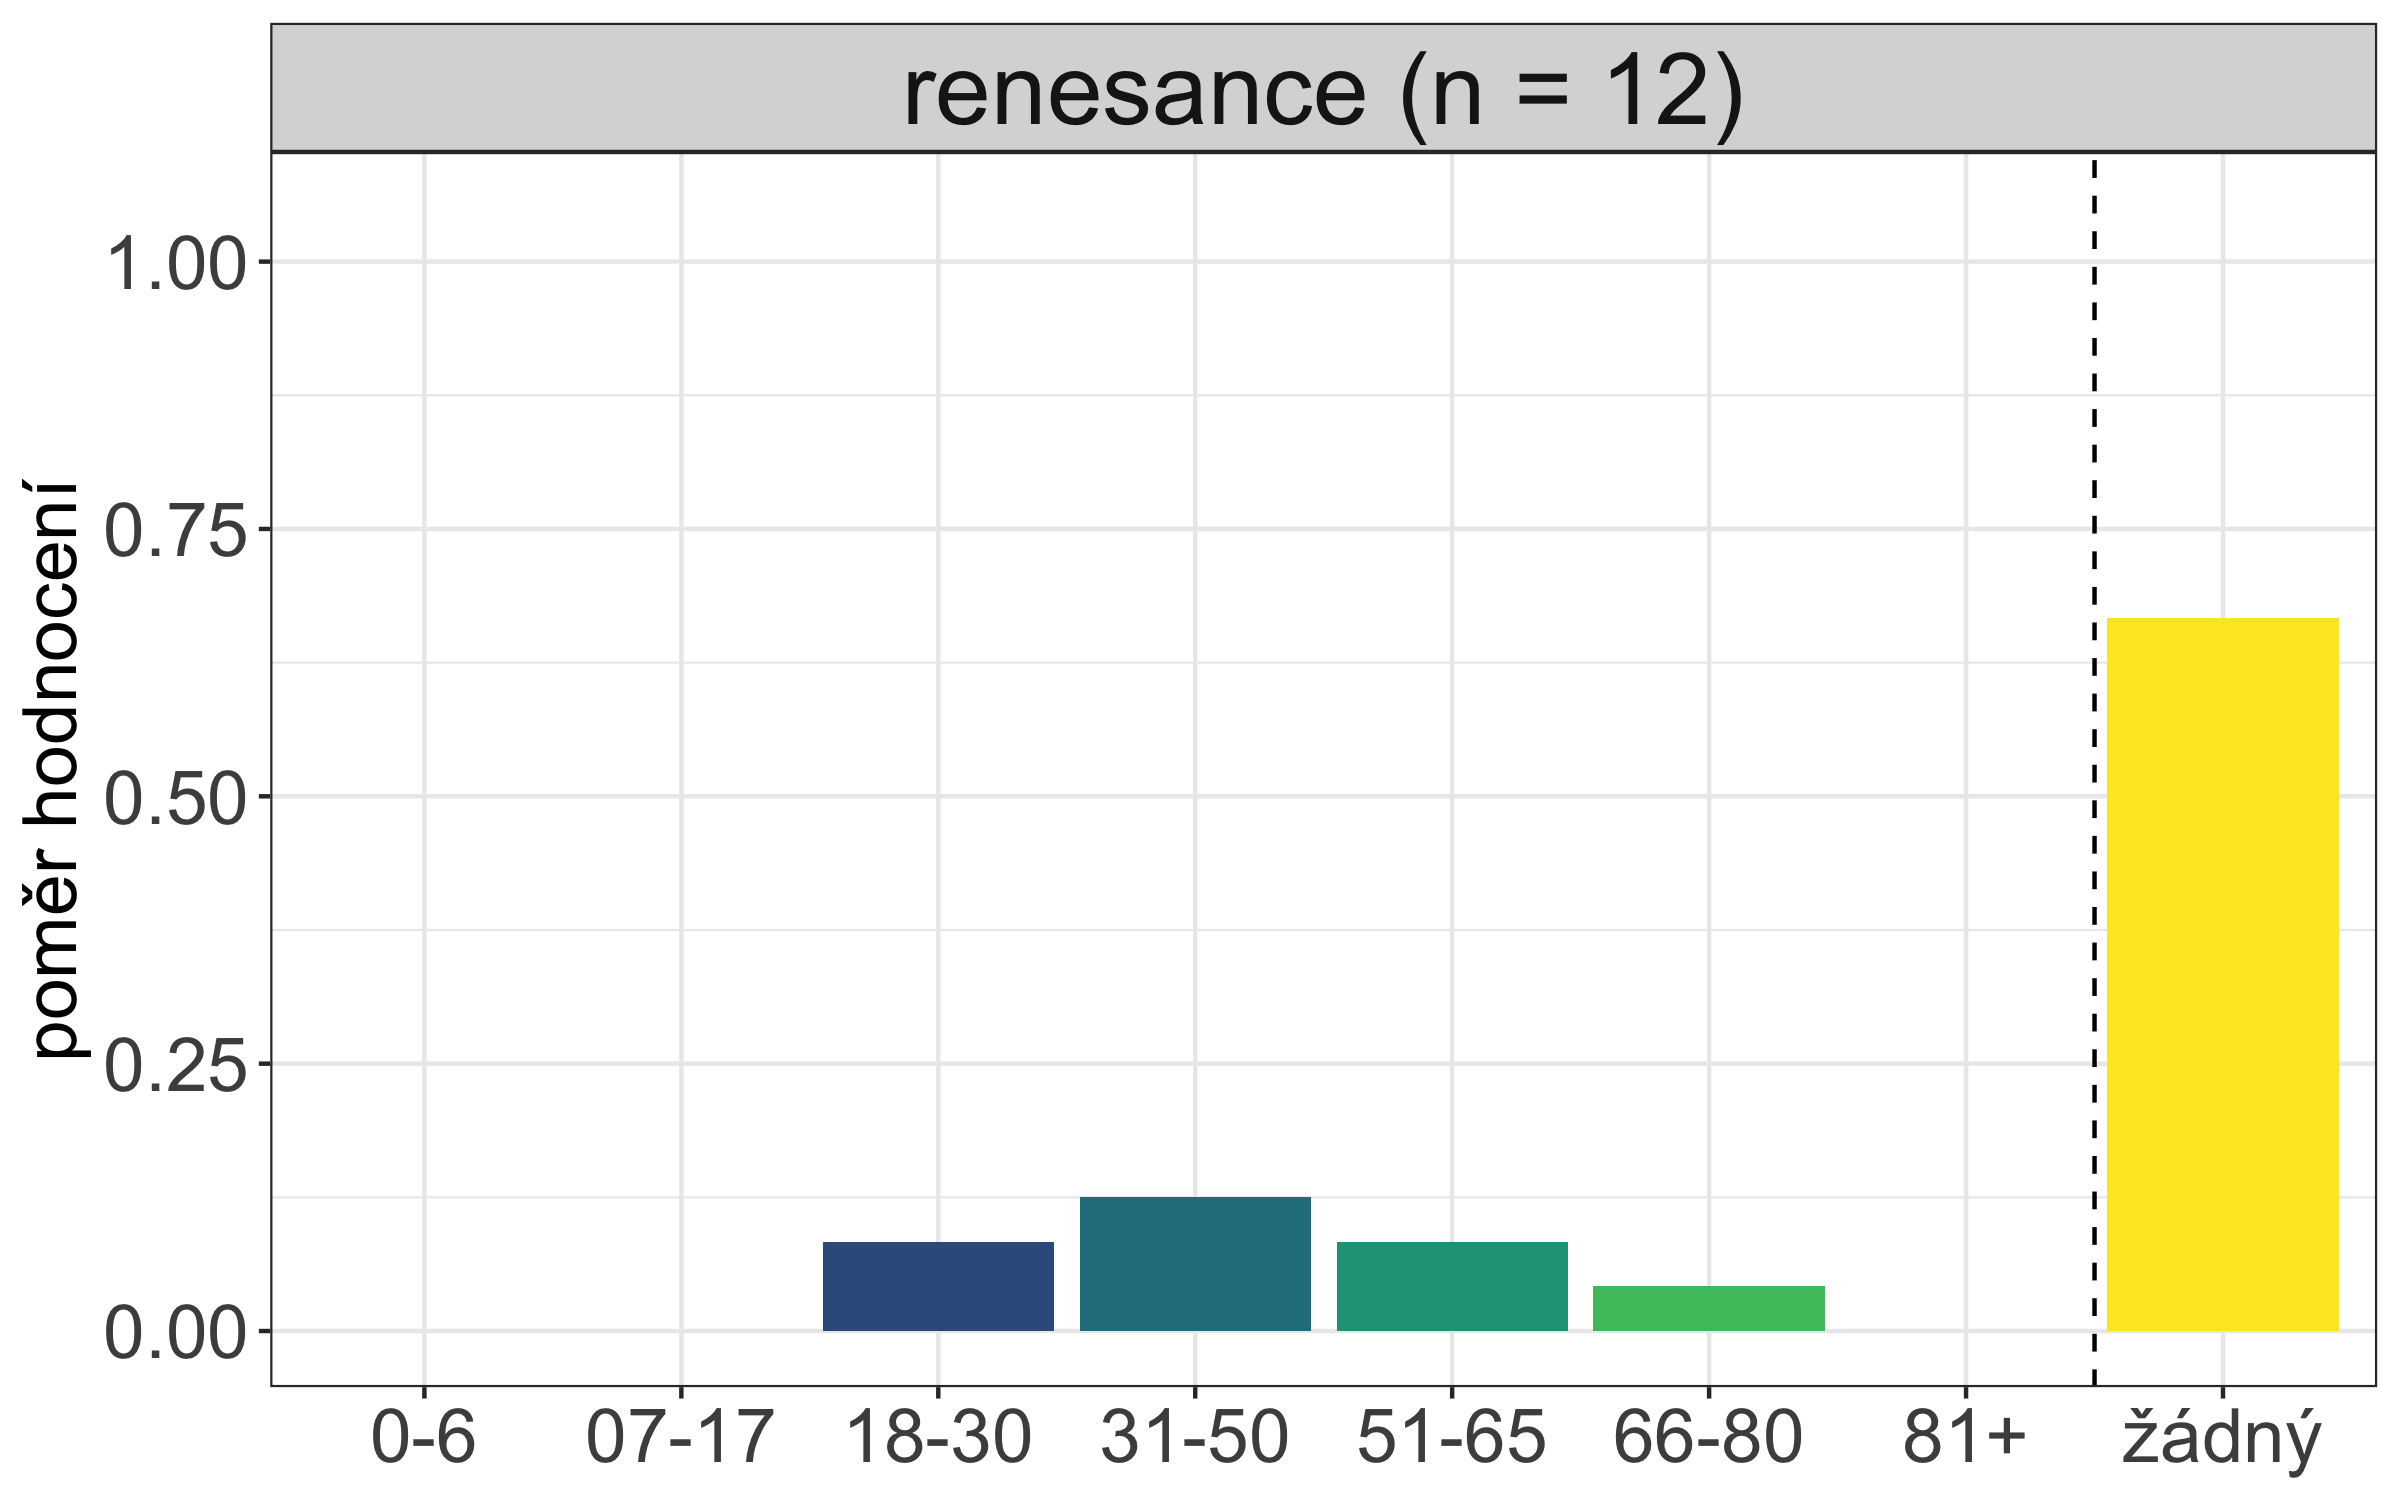 renesance (n = 12)
poměr hodnocení
1.00
0.75
0.50
0.25
0.00
0-6 07-17 18-30 31-50 51-65 66-80 81+ žádný